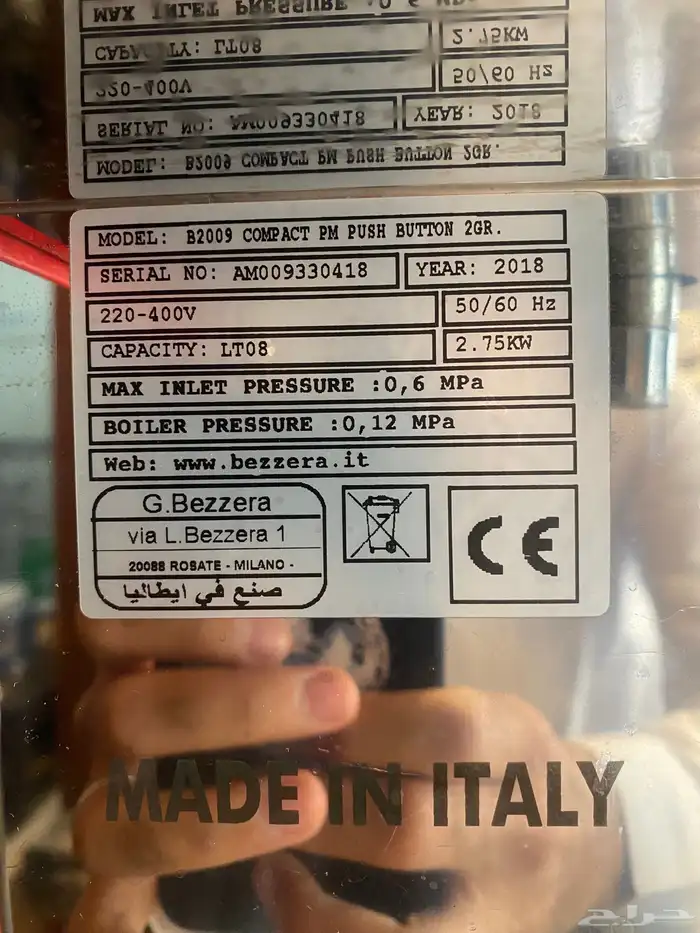 MODEL: B2009 COMPACT PM PUSH BUTTON 2GR.
SERIAL NO: AM009330418 YEAR: 2018
220-400V 50/60 Hz
CAPACITY: LT08 2.75KW
MAX INLET PRESSURE :0,6 MPa
BOILER PRESSURE :0,12 MPa
Web: www.bezzera.it
G.Bezzera
via L.Bezzera 1
20088 ROSATE - MILANO -
صنع في ايطاليا
CE
MADE IN ITALY
حراج